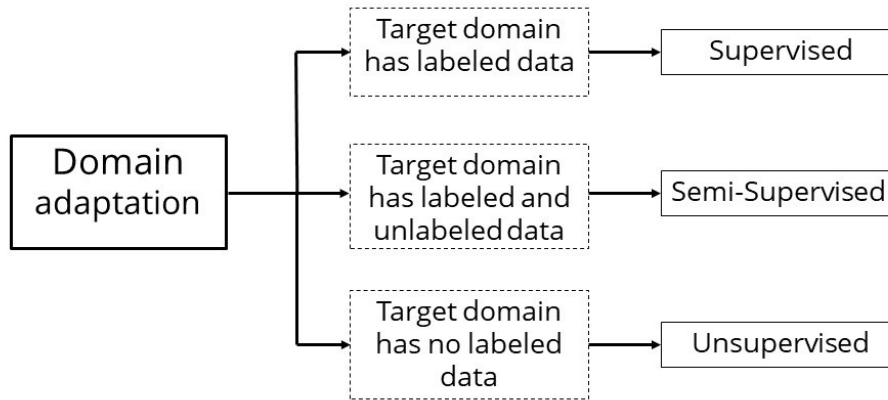 Domain
adaptation
Target domain
has labeled data
Supervised
Target domain
has labeled and
unlabeled data
Semi-Supervised
Target domain
has no labeled
data
Unsupervised